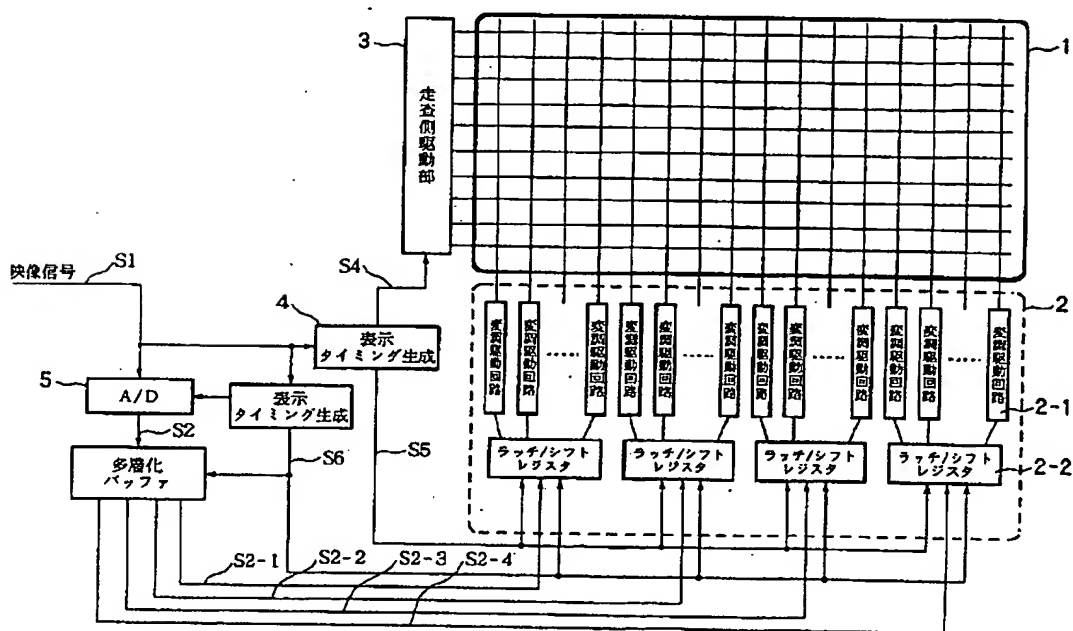 3
走査側駆動部
1
映像信号
S1
S4
4
表示
タイミング生成
2
変調駆動回路
変調駆動回路
......
変調駆動回路
変調駆動回路
変調駆動回路
......
変調駆動回路
変調駆動回路
変調駆動回路
......
変調駆動回路
変調駆動回路
変調駆動回路
......
変調駆動回路
2-1
5
A/D
表示
タイミング生成
S2
S6
S5
多層化
バッファ
ラッチ/シフト
レジスタ
ラッチ/シフト
レジスタ
ラッチ/シフト
レジスタ
ラッチ/シフト
レジスタ
2-2
S2-1
S2-2
S2-3
S2-4